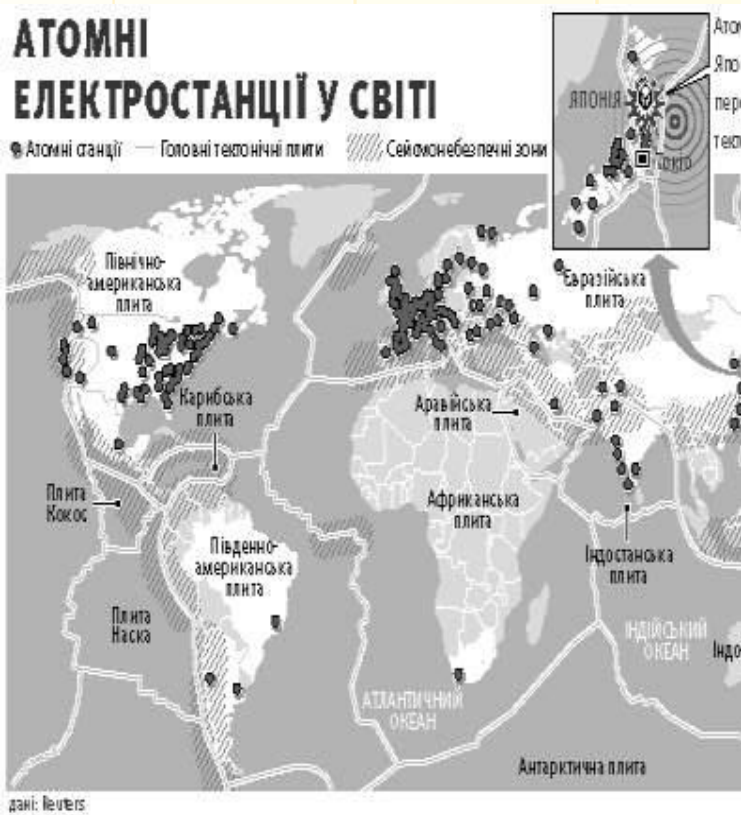 АТОМНІ
ЕЛЕКТРОСТАНЦІЇ У СВІТІ
Атомні станції — Головні тектонічні плити Сейсмонебезпечні зони
ЯПОНІЯ
Токіо
Північно-
американська
плита
Євразійська
плита
Карибська
плита
Аравійська
плита
Плита
Кокос
Африканська
плита
Південно-
американська
плита
Індостанська
плита
Плита
Наска
ІНДІЙСЬКИЙ
ОКЕАН
АТЛАНТИЧНИЙ
ОКЕАН
Антарктична плита
дані: Reuters